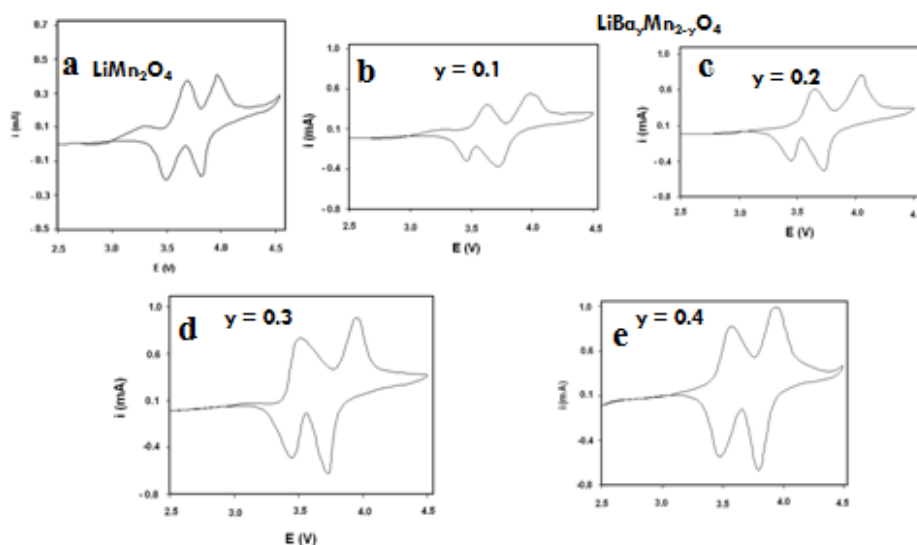 LiBayMn2-yO4
a LiMn2O4
0.7
0.5
0.3
0.1
-0.1
-0.3
-0.5
i (mA)
2.5 3.0 3.5 4.0 4.5
E (V)
b y = 0.1
1.0
0.6
0.1
-0.4
-0.8
i (mA)
2.5 3.0 3.5 4.0 4.5
E (V)
c y = 0.2
1.0
0.6
0.1
-0.4
-0.8
i (mA)
2.5 3.0 3.5 4.0 4.5
E (V)
d y = 0.3
1.0
0.6
0.1
-0.4
-0.8
i (mA)
2.5 3.0 3.5 4.0 4.5
E (V)
e y = 0.4
1.0
0.6
0.1
-0.4
-0.8
i(mA)
2.5 3.0 3.5 4.0 4.5
E (V)